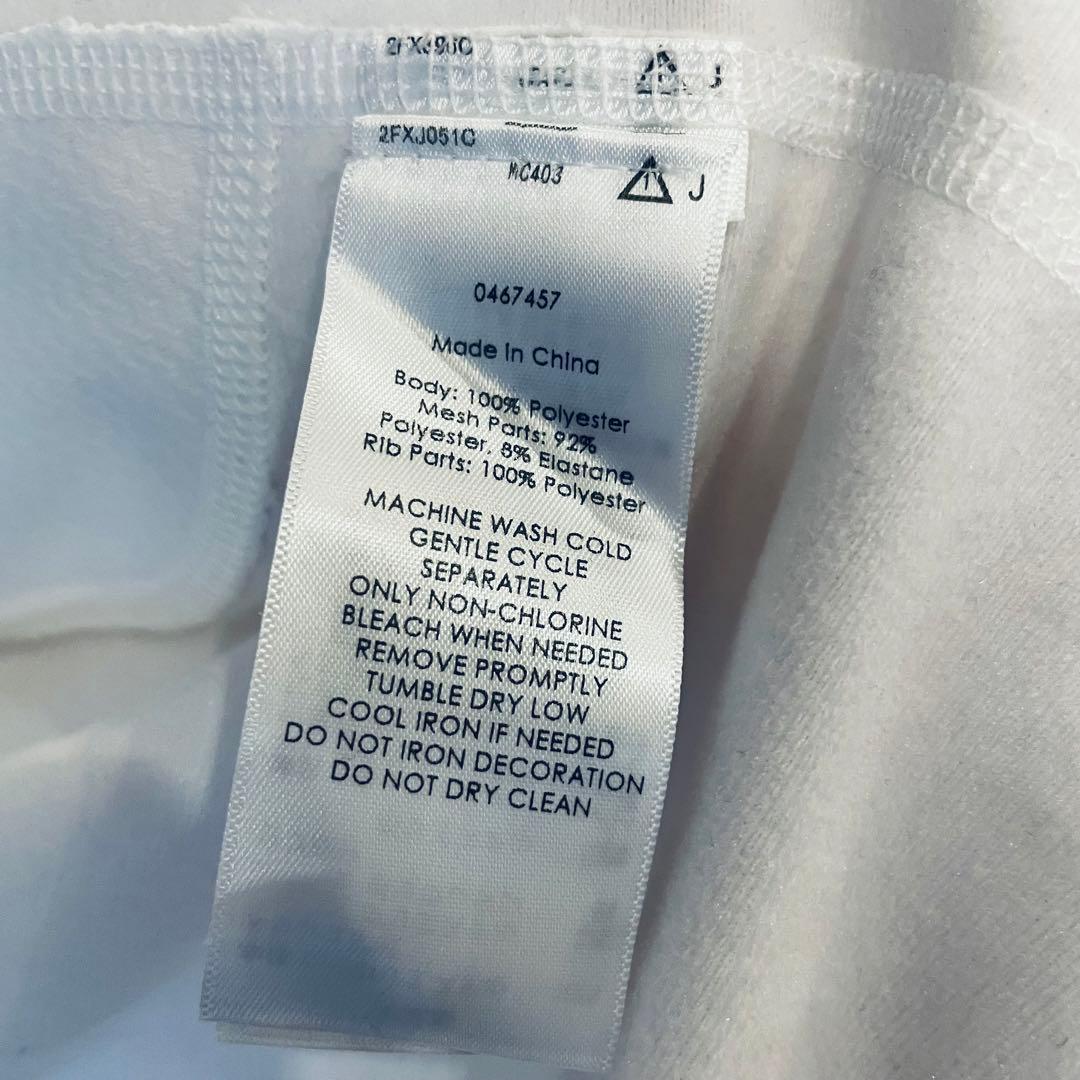 2FXJ051C
MC403
J
J
0467457
Made In China
Body: 100% Polyester
Mesh Parts: 92%
Polyester, 8% Elastane
Rib Parts: 100% Polyester
MACHINE WASH COLD
GENTLE CYCLE
SEPARATELY
ONLY NON-CHLORINE
BLEACH WHEN NEEDED
REMOVE PROMPTLY
TUMBLE DRY LOW
COOL IRON IF NEEDED
DO NOT IRON DECORATION
DO NOT DRY CLEAN